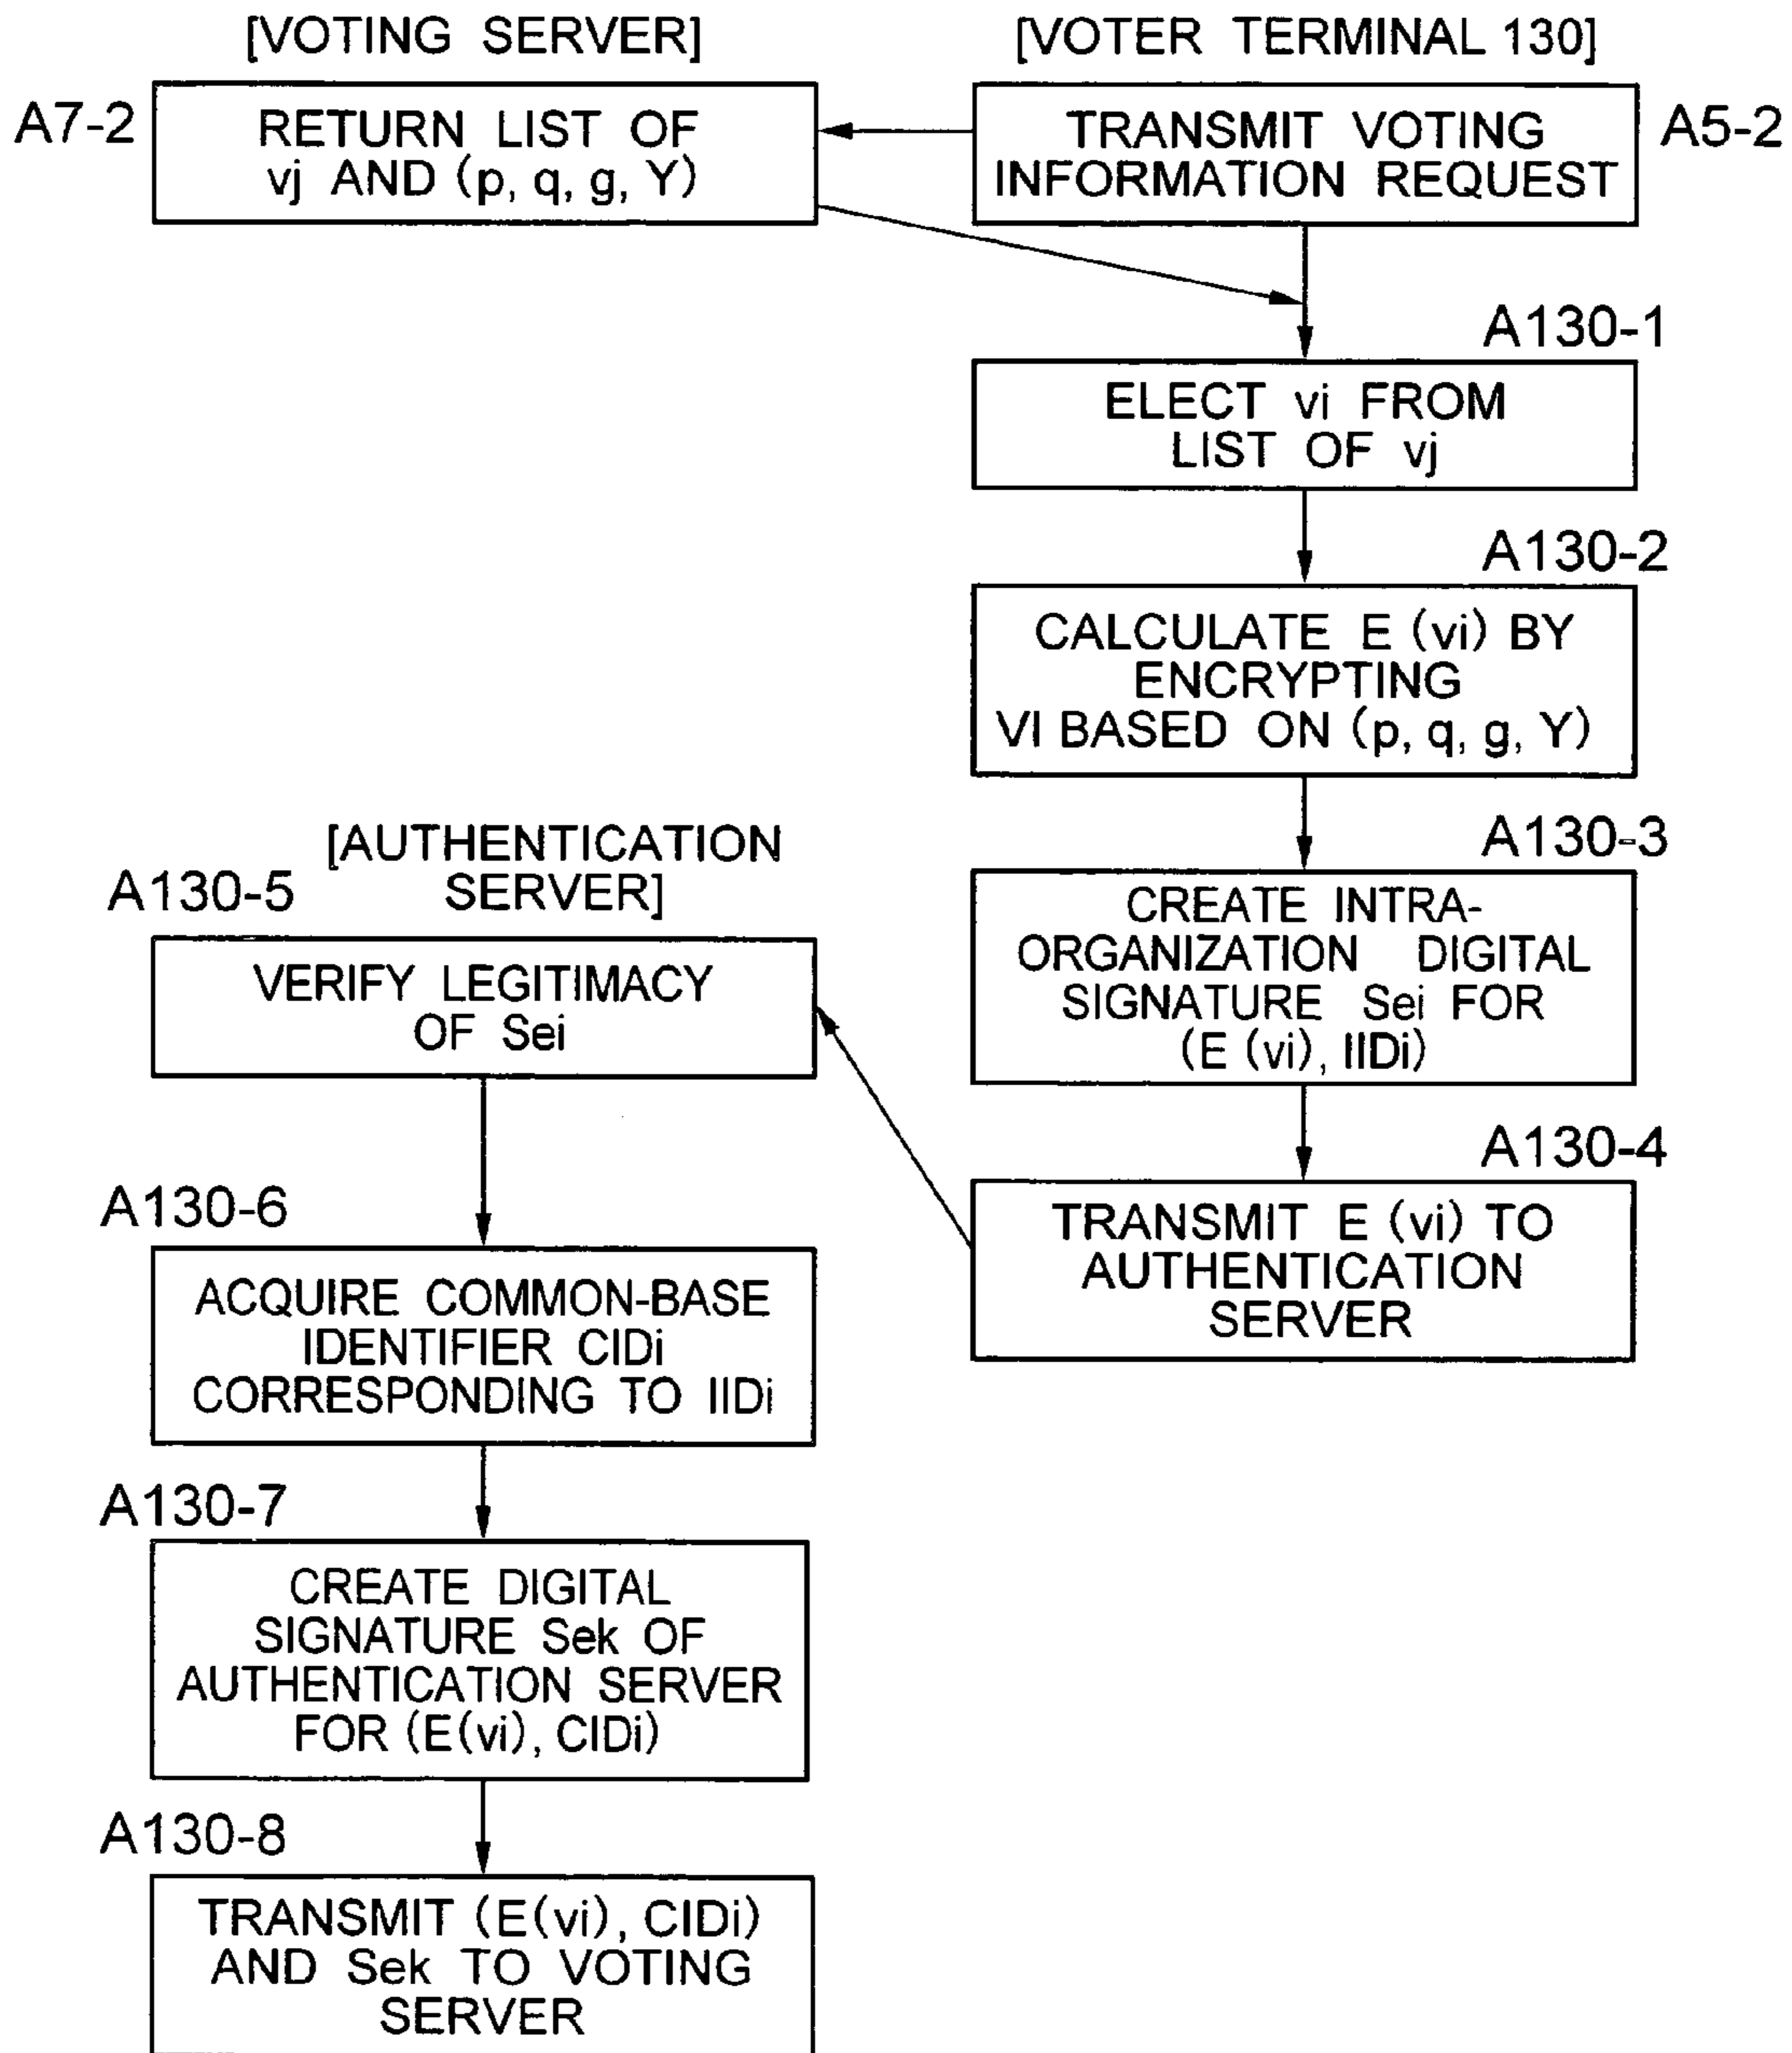 [VOTING SERVER]
[VOTER TERMINAL 130]
A7-2
RETURN LIST OF
vj AND (p, q, g, Y)
TRANSMIT VOTING
INFORMATION REQUEST
A5-2
A130-1
ELECT vi FROM
LIST OF vj
A130-2
CALCULATE E (vi) BY
ENCRYPTING
VI BASED ON (p, q, g, Y)
A130-3
CREATE INTRA-
ORGANIZATION DIGITAL
SIGNATURE Sei FOR
(E (vi), IIDi)
A130-4
TRANSMIT E (vi) TO
AUTHENTICATION
SERVER
[AUTHENTICATION
SERVER]
A130-5
VERIFY LEGITIMACY
OF Sei
A130-6
ACQUIRE COMMON-BASE
IDENTIFIER CIDi
CORRESPONDING TO IIDi
A130-7
CREATE DIGITAL
SIGNATURE Sek OF
AUTHENTICATION SERVER
FOR (E(vi), CIDi)
A130-8
TRANSMIT (E(vi), CIDi)
AND Sek TO VOTING
SERVER